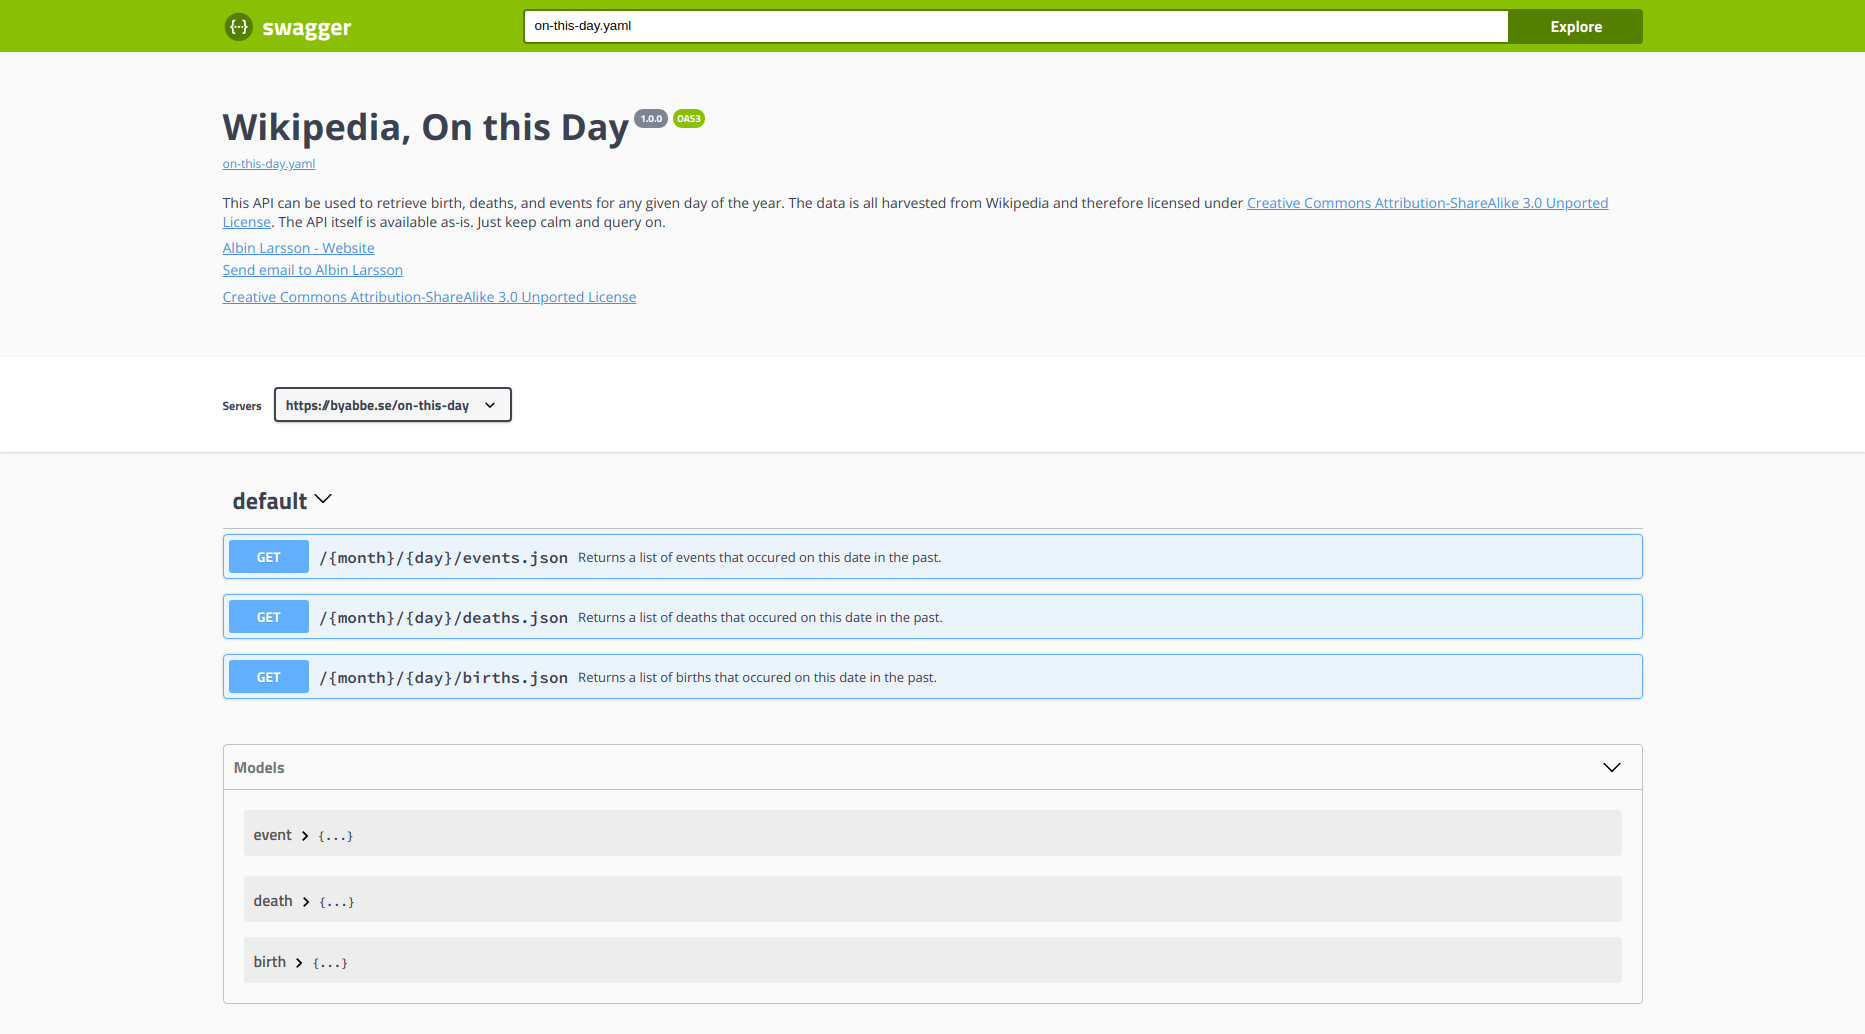 {··} swagger
on-this-day.yaml
Explore
Wikipedia, On this Day 1.0.0 OAS3
on-this-day.yaml
This API can be used to retrieve birth, deaths, and events for any given day of the year. The data is all harvested from Wikipedia and therefore licensed under Creative Commons Attribution-ShareAlike 3.0 Unported
License. The API itself is available as-is. Just keep calm and query on.
Albin Larsson - Website
Send email to Albin Larsson
Creative Commons Attribution-ShareAlike 3.0 Unported License
Servers https://byabbe.se/on-this-day
default
GET /{month}/{day}/events.json Returns a list of events that occured on this date in the past.
GET /{month}/{day}/deaths.json Returns a list of deaths that occured on this date in the past.
GET /{month}/{day}/births.json Returns a list of births that occured on this date in the past.
Models
event > {...}
death > {...}
birth > {...}